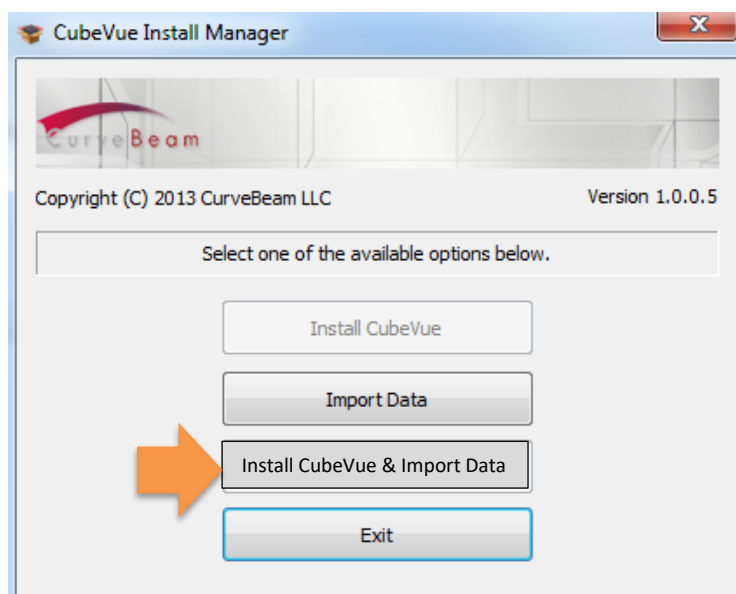 CubeVue Install Manager
CurveBeam
Copyright (C) 2013 CurveBeam LLC Version 1.0.0.5
Select one of the available options below.
Install CubeVue
Import Data
Install CubeVue & Import Data
Exit